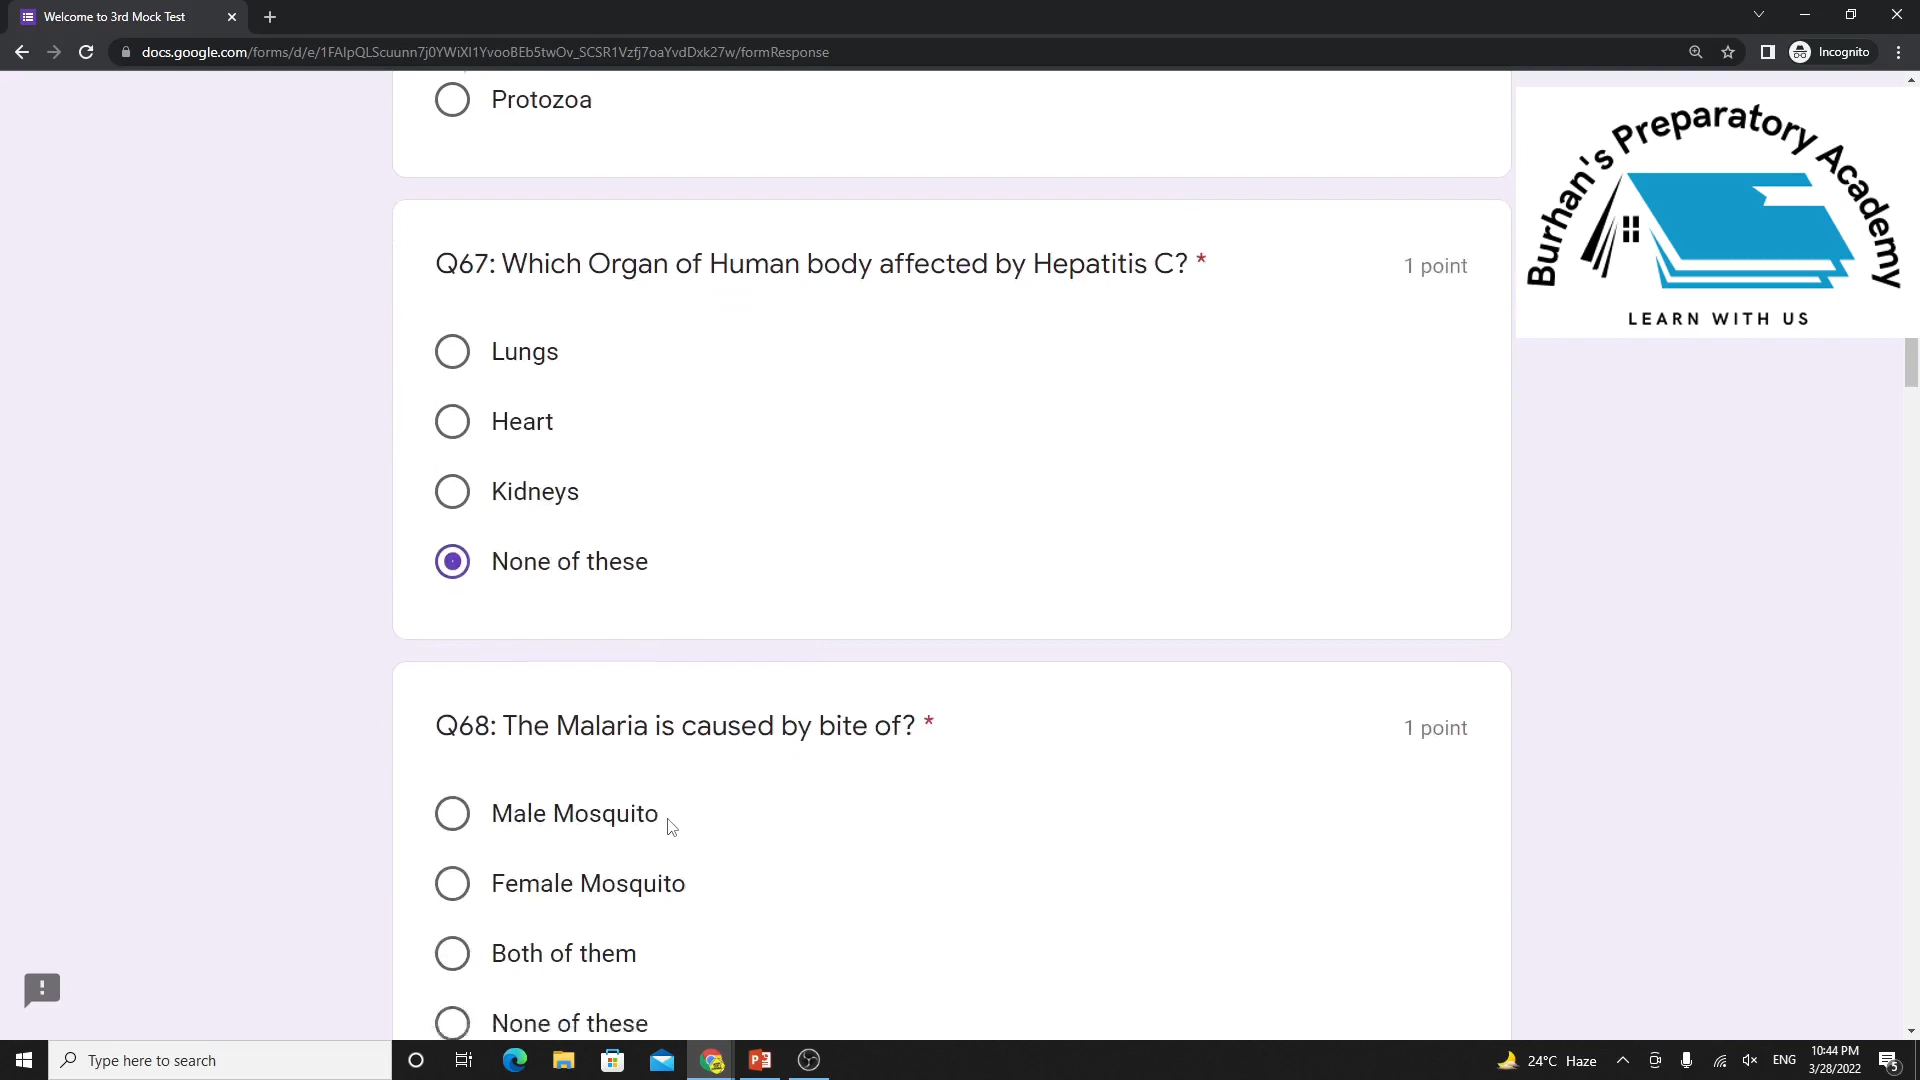 Welcome to 3rd Mock Test
docs.google.com/forms/d/e/1FAIpQLScuunn7j0YWiXI1YvooBEb5twOv_SCSR1Vzfj7oaYvdDxk27w/formResponse
Incognito
Protozoa
Burhan's Preparatory Academy
LEARN WITH US
Q67: Which Organ of Human body affected by Hepatitis C? *
1 point
Lungs
Heart
Kidneys
None of these
Q68: The Malaria is caused by bite of? *
1 point
Male Mosquito
Female Mosquito
Both of them
None of these
Type here to search
24°C Haze
ENG
10:44 PM
3/28/2022
5